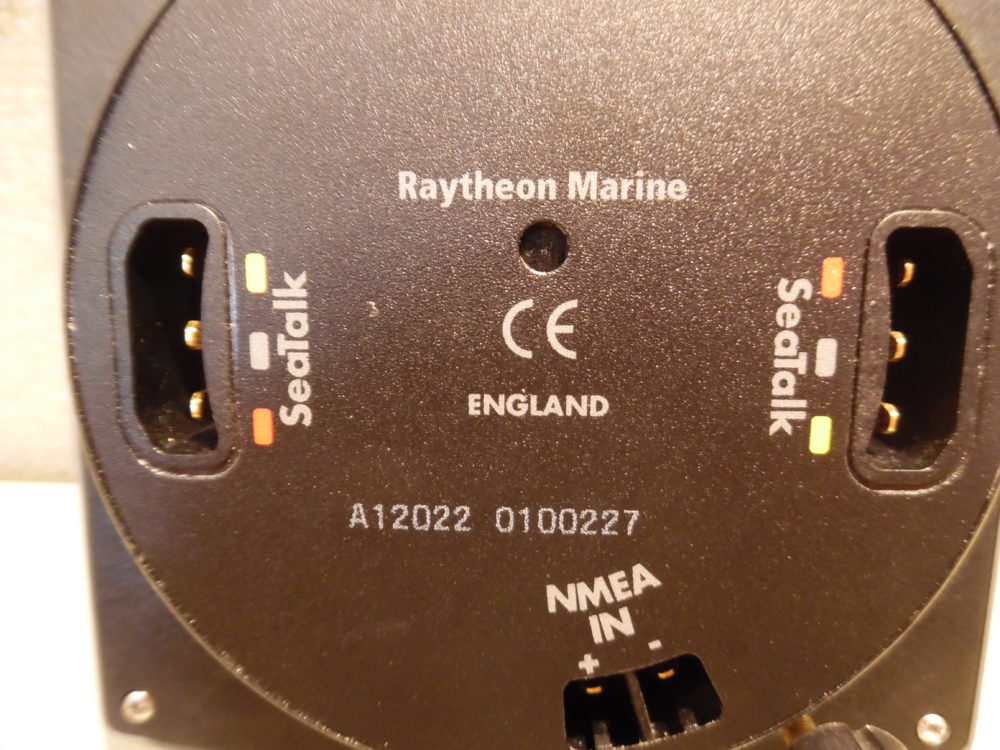 Raytheon Marine
SeaTalk
SeaTalk
CE
ENGLAND
A12022 0100227
NMEA
IN
+ -